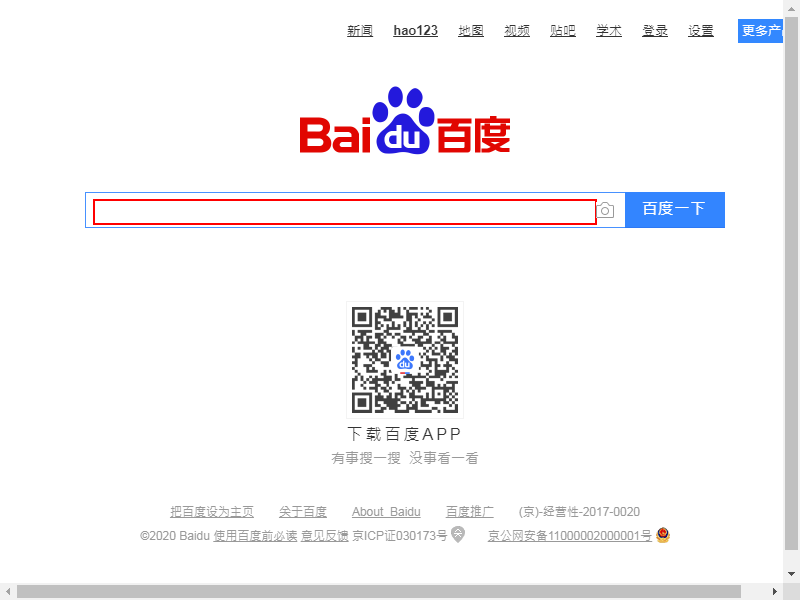 新闻 hao123 地图 视频 贴吧 学术 登录 设置 更多产
Bai du 百度
百度一下
du
下载百度APP
有事搜一搜 没事看一看
把百度设为主页 关于百度 About Baidu 百度推广 (京)-经营性-2017-0020
©2020 Baidu 使用百度前必读 意见反馈 京ICP证030173号 京公网安备11000002000001号